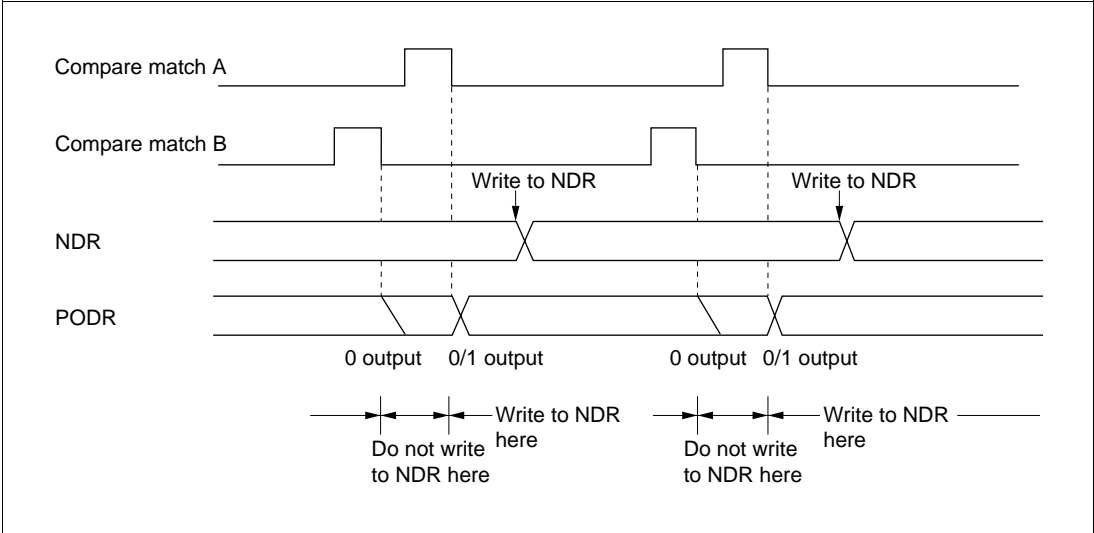 Compare match A
Compare match B
Write to NDR
Write to NDR
NDR
PODR
0 output
0/1 output
0 output
0/1 output
Write to NDR
here
Do not write
to NDR here
Write to NDR
here
Do not write
to NDR here